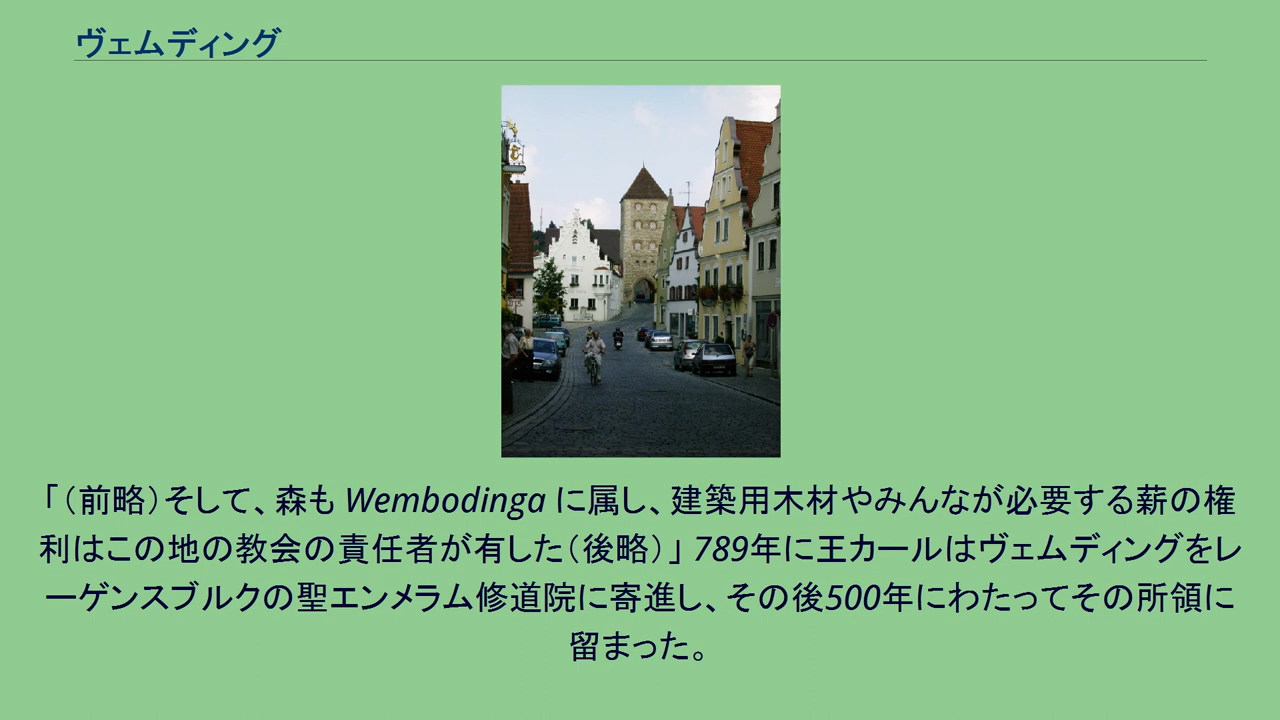 ヴェムディング
「（前略）そして、森も Wembodinga に属し、建築用木材やみんなが必要する薪の権
利はこの地の教会の責任者が有した（後略）」 789年に王カールはヴェムディングをレ
ーゲンスブルクの聖エンメラム修道院に寄進し、その後500年にわたってその所領に
留まった。